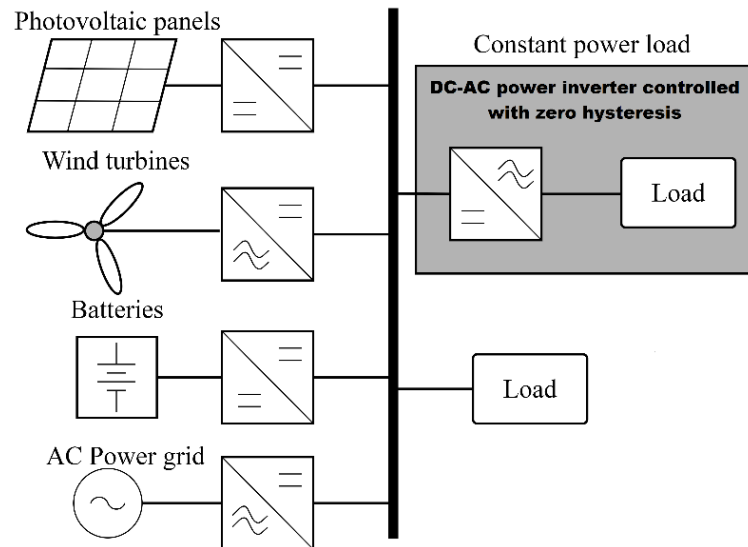 Photovoltaic panels
Constant power load
DC-AC power inverter controlled
with zero hysteresis
Wind turbines
Load
Batteries
Load
AC Power grid